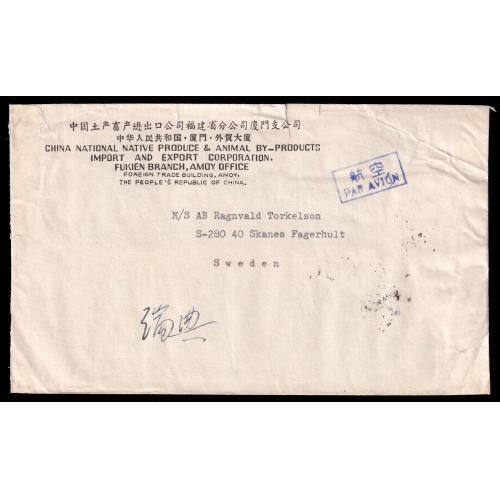 中国土产畜产进出口公司福建省分公司厦门支公司
中华人民共和国·厦门·外贸大厦
CHINA NATIONAL NATIVE PRODUCE & ANIMAL BY-PRODUCTS
IMPORT AND EXPORT CORPORATION,
FUKIEN BRANCH, AMOY OFFICE
FOREIGN TRADE BUILDING, AMOY,
THE PEOPLE'S REPUBLIC OF CHINA.
航空
PAR AVION
N/S AB Ragnvald Torkelson
S-280 40 Skanes Fagerhult
Sweden
瑞典